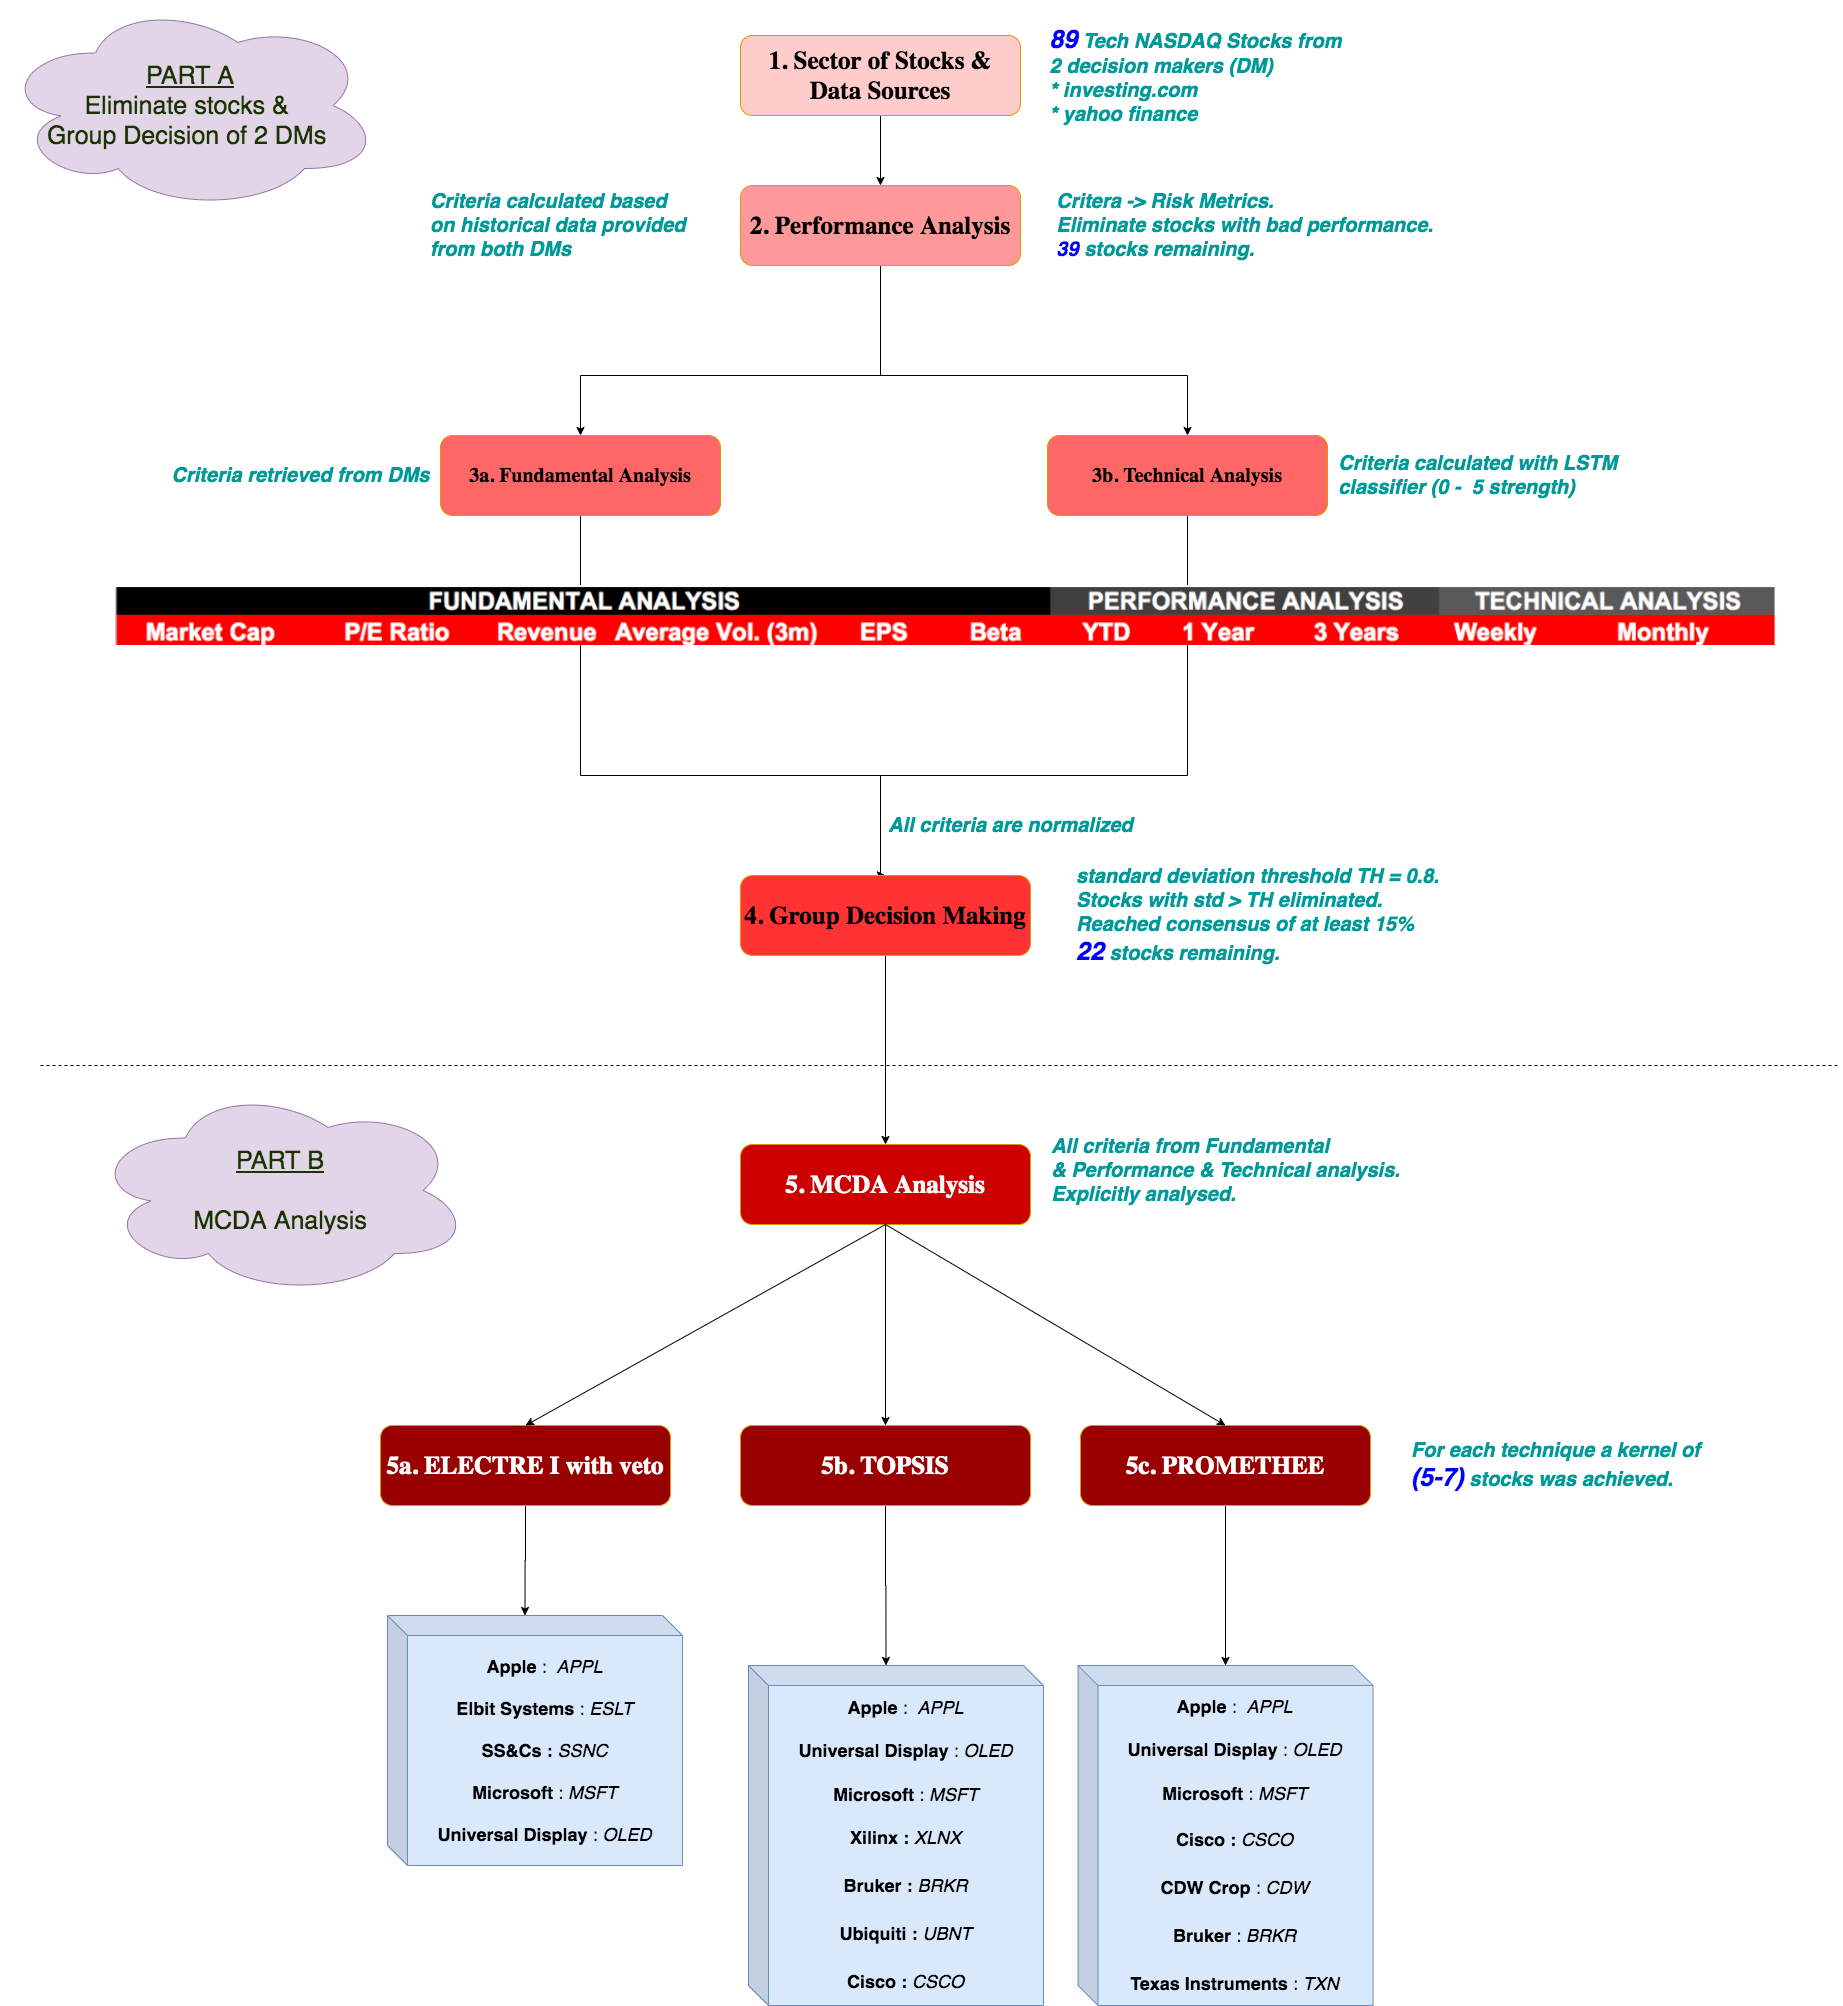 PART A
Eliminate stocks &
Group Decision of 2 DMs
1. Sector of Stocks &
Data Sources
89 Tech NASDAQ Stocks from
2 decision makers (DM)
* investing.com
* yahoo finance
Criteria calculated based
on historical data provided
from both DMs
2. Performance Analysis
Critera -> Risk Metrics.
Eliminate stocks with bad performance.
39 stocks remaining.
Criteria retrieved from DMs
3a. Fundamental Analysis
3b. Technical Analysis
Criteria calculated with LSTM
classifier (0 -  5 strength)
FUNDAMENTAL ANALYSIS PERFORMANCE ANALYSIS TECHNICAL ANALYSIS
Market Cap P/E Ratio Revenue Average Vol. (3m) EPS Beta YTD 1 Year 3 Years Weekly Monthly
All criteria are normalized
4. Group Decision Making
standard deviation threshold TH = 0.8.
Stocks with std > TH eliminated.
Reached consensus of at least 15%
22 stocks remaining.
PART B
MCDA Analysis
5. MCDA Analysis
All criteria from Fundamental
& Performance & Technical analysis.
Explicitly analysed.
5a. ELECTRE I with veto
5b. TOPSIS
5c. PROMETHEE
For each technique a kernel of
(5-7) stocks was achieved.
Apple :  APPL
Elbit Systems : ESLT
SS&Cs : SSNC
Microsoft : MSFT
Universal Display : OLED
Apple :  APPL
Universal Display : OLED
Microsoft : MSFT
Xilinx : XLNX
Bruker : BRKR
Ubiquiti : UBNT
Cisco : CSCO
Apple :  APPL
Universal Display : OLED
Microsoft : MSFT
Cisco : CSCO
CDW Crop : CDW
Bruker : BRKR
Texas Instruments : TXN